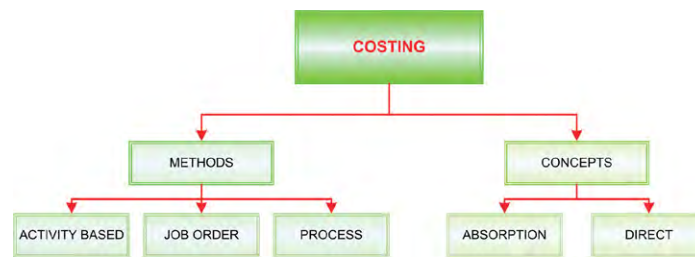 COSTING
METHODS
CONCEPTS
ACTIVITY BASED
JOB ORDER
PROCESS
ABSORPTION
DIRECT